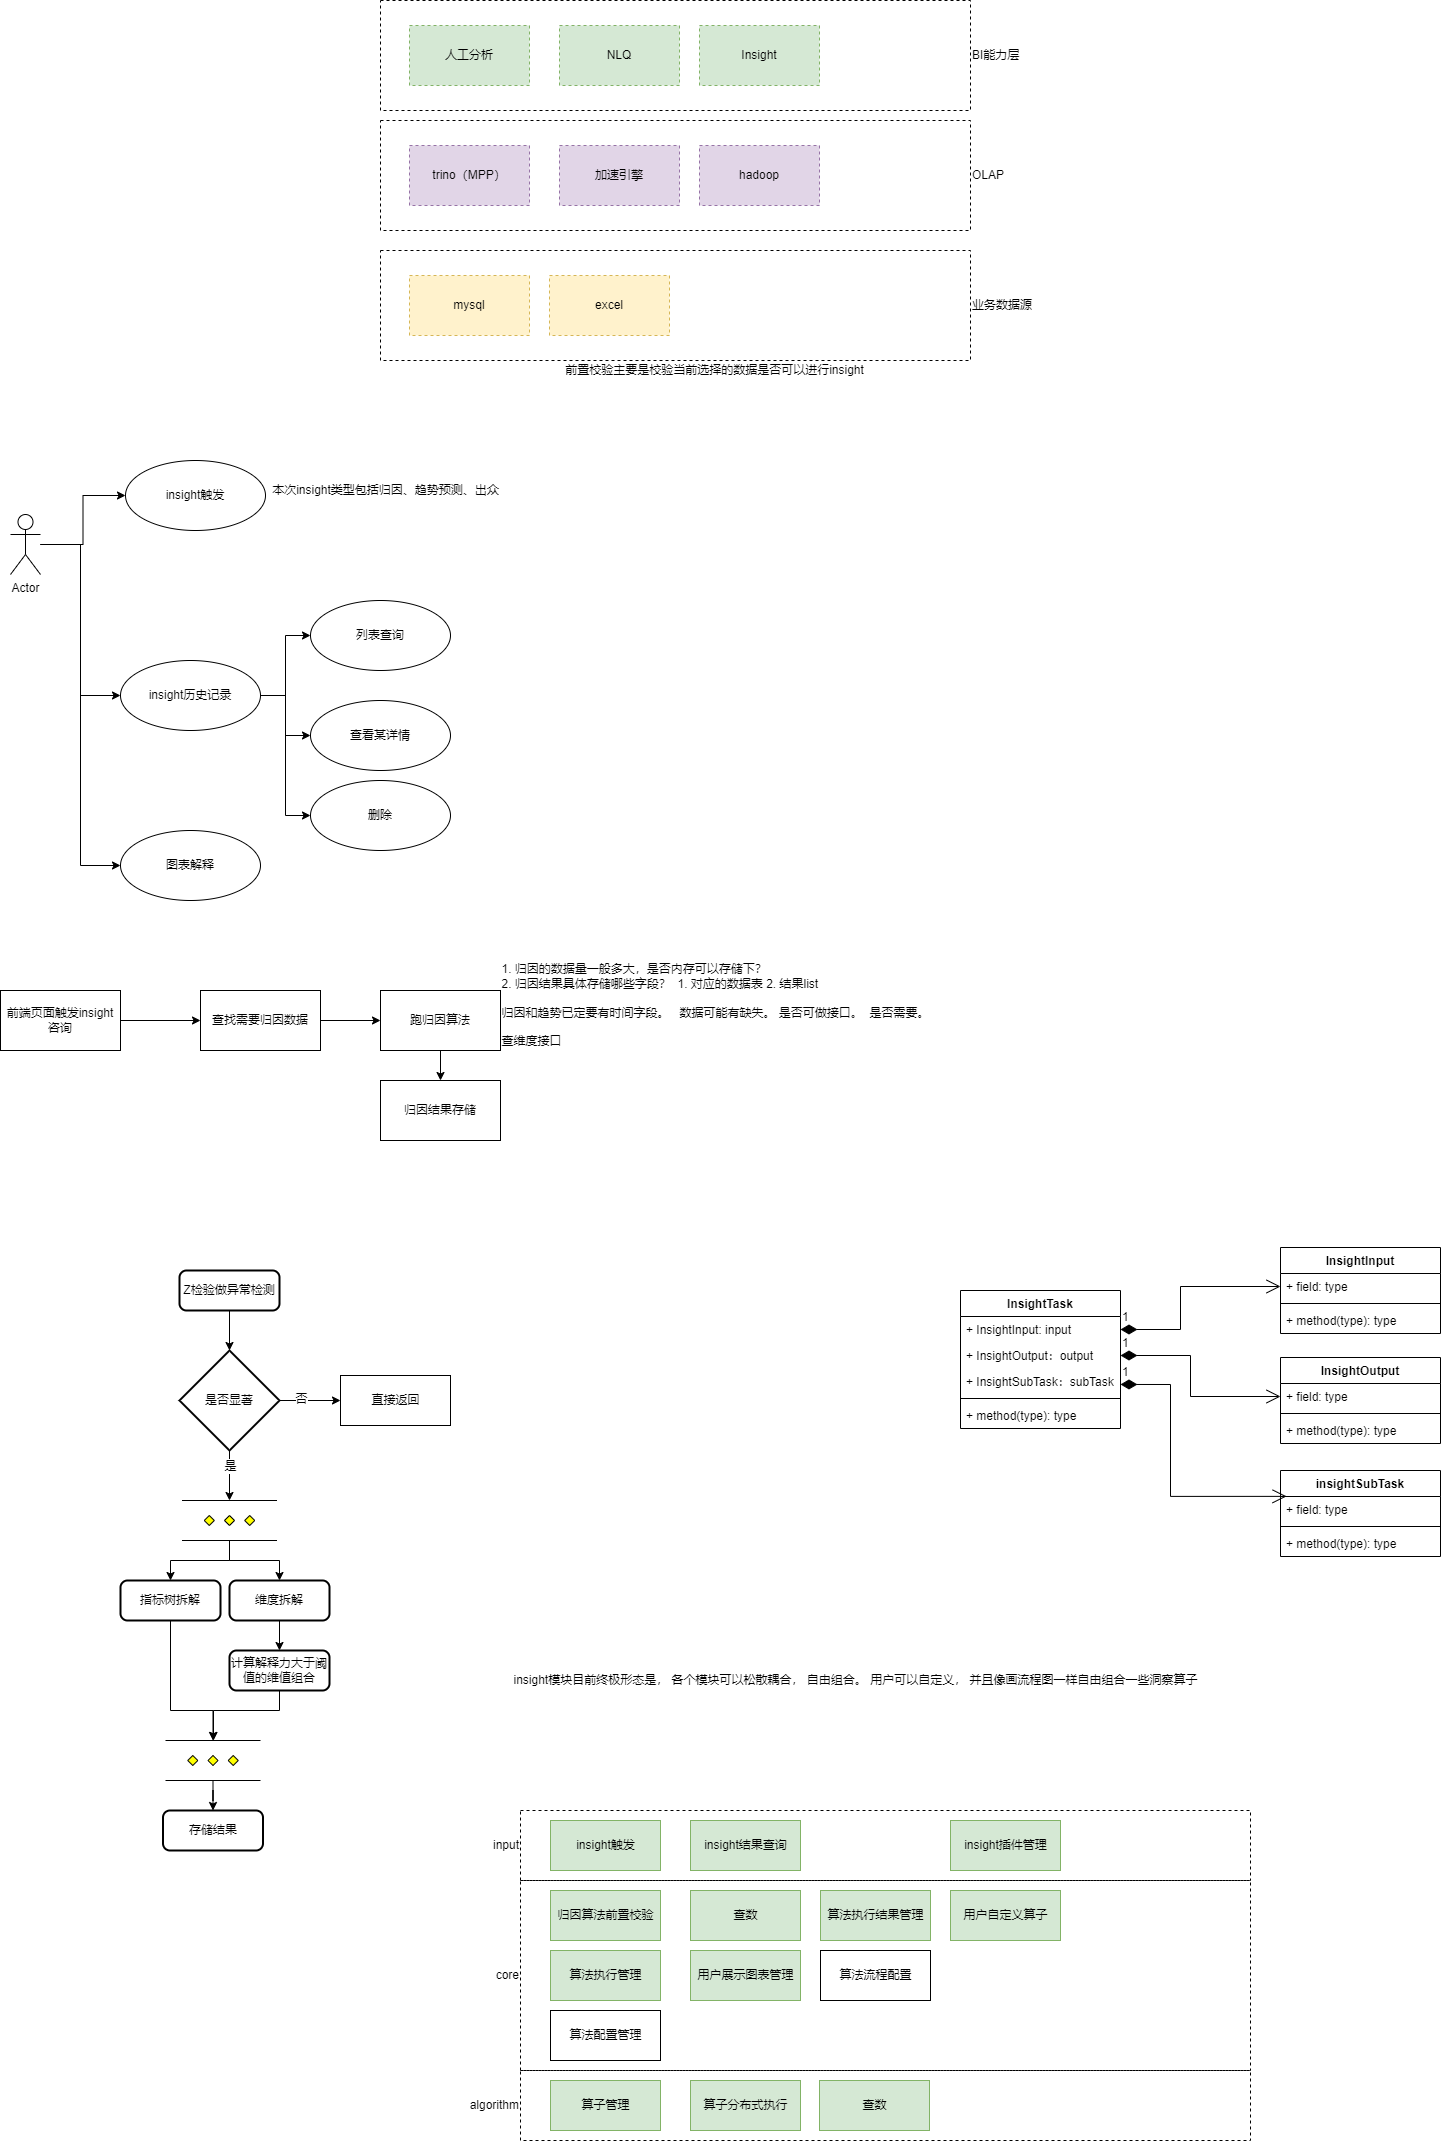 人工分析
NLQ
Insight
BI能力层
trino（MPP）
加速引擎
hadoop
OLAP
mysql
excel
业务数据源
前置校验主要是校验当前选择的数据是否可以进行insight
insight触发
本次insight类型包括归因、趋势预测、出众
Actor
列表查询
insight历史记录
查看某详情
删除
图表解释
1. 归因的数据量一般多大，是否内存可以存储下？
2. 归因结果具体存储哪些字段？ 1. 对应的数据表 2. 结果list
归因和趋势已定要有时间字段。 数据可能有缺失。 是否可做接口。 是否需要。
查维度接口
前端页面触发insight
咨询
查找需要归因数据
跑归因算法
归因结果存储
Z检验做异常检测
是否显著
否
直接返回
是
指标树拆解
维度拆解
计算解释力大于阈
值的维值组合
存储结果
InsightTask
+ InsightInput: input
+ InsightOutput：output
+ InsightSubTask：subTask
+ method(type): type
1
1
1
InsightInput
+ field: type
+ method(type): type
InsightOutput
+ field: type
+ method(type): type
insightSubTask
+ field: type
+ method(type): type
insight模块目前终极形态是， 各个模块可以松散耦合， 自由组合。 用户可以自定义， 并且像画流程图一样自由组合一些洞察算子
input
insight触发
insight结果查询
insight插件管理
归因算法前置校验
查数
算法执行结果管理
用户自定义算子
core
算法执行管理
用户展示图表管理
算法流程配置
算法配置管理
algorithm
算子管理
算子分布式执行
查数